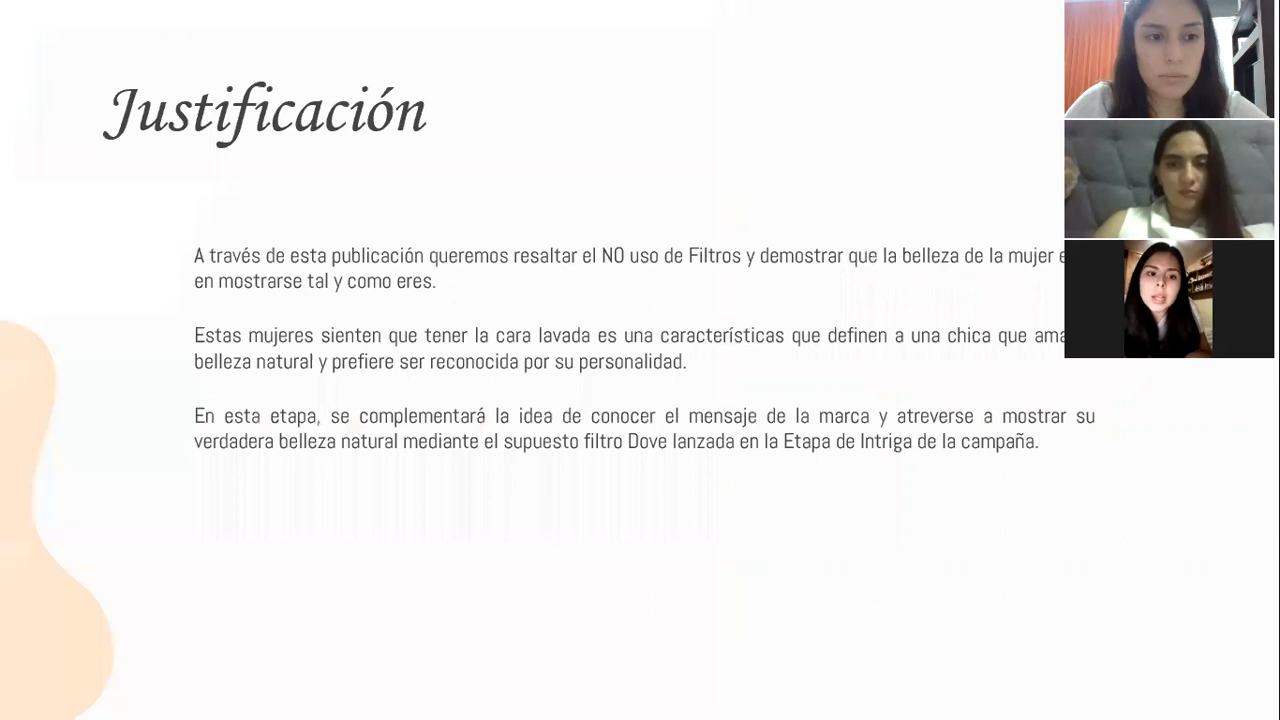 Justificación
A través de esta publicación queremos resaltar el NO uso de Filtros y demostrar que la belleza de la mujer
en mostrarse tal y como eres.
Estas mujeres sienten que tener la cara lavada es una características que definen a una chica que
belleza natural y prefiere ser reconocida por su personalidad.
En esta etapa, se complementará la idea de conocer el mensaje de la marca y atreverse a mostrar su
verdadera belleza natural mediante el supuesto filtro Dove lanzada en la Etapa de Intriga de la campaña.